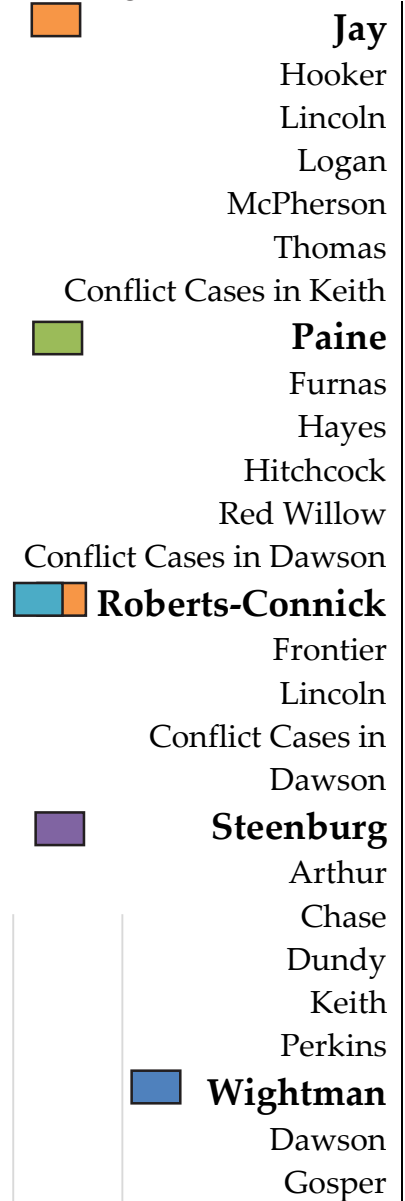 Jay
Hooker
Lincoln
Logan
McPherson
Thomas
Conflict Cases in Keith
Paine
Furnas
Hayes
Hitchcock
Red Willow
Conflict Cases in Dawson
Roberts-Connick
Frontier
Lincoln
Conflict Cases in
Dawson
Steenburg
Arthur
Chase
Dundy
Keith
Perkins
Wightman
Dawson
Gosper